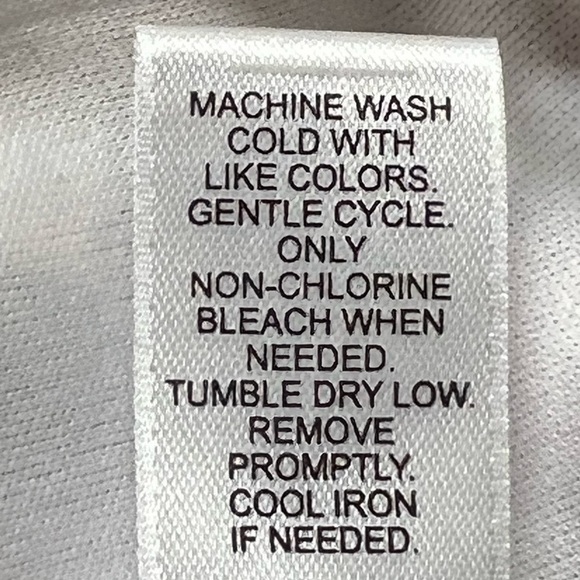 MACHINE WASH
COLD WITH
LIKE COLORS.
GENTLE CYCLE.
ONLY
NON-CHLORINE
BLEACH WHEN
NEEDED.
TUMBLE DRY LOW.
REMOVE
PROMPTLY.
COOL IRON
IF NEEDED.